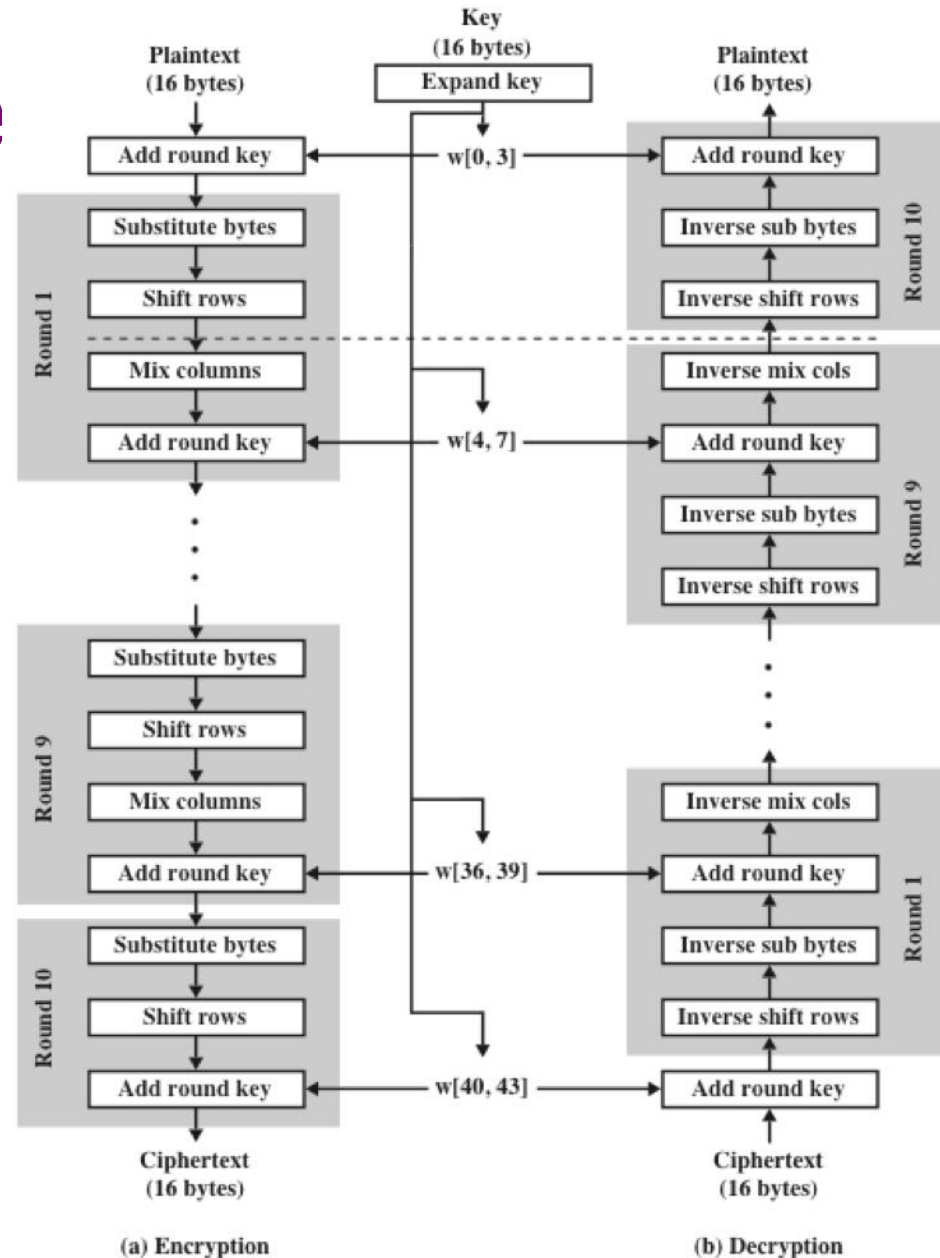 Key
(16 bytes)
Expand key
Plaintext
(16 bytes)
Add round key
Round 1
Substitute bytes
Shift rows
Mix columns
Add round key
Round 9
Substitute bytes
Shift rows
Mix columns
Add round key
Round 10
Substitute bytes
Shift rows
Add round key
Ciphertext
(16 bytes)
(a) Encryption
w[0, 3]
w[4, 7]
w[36, 39]
w[40, 43]
Plaintext
(16 bytes)
Add round key
Inverse sub bytes
Inverse shift rows
Round 10
Inverse mix cols
Add round key
Inverse sub bytes
Inverse shift rows
Round 9
Inverse mix cols
Add round key
Inverse sub bytes
Inverse shift rows
Round 1
Add round key
Ciphertext
(16 bytes)
(b) Decryption